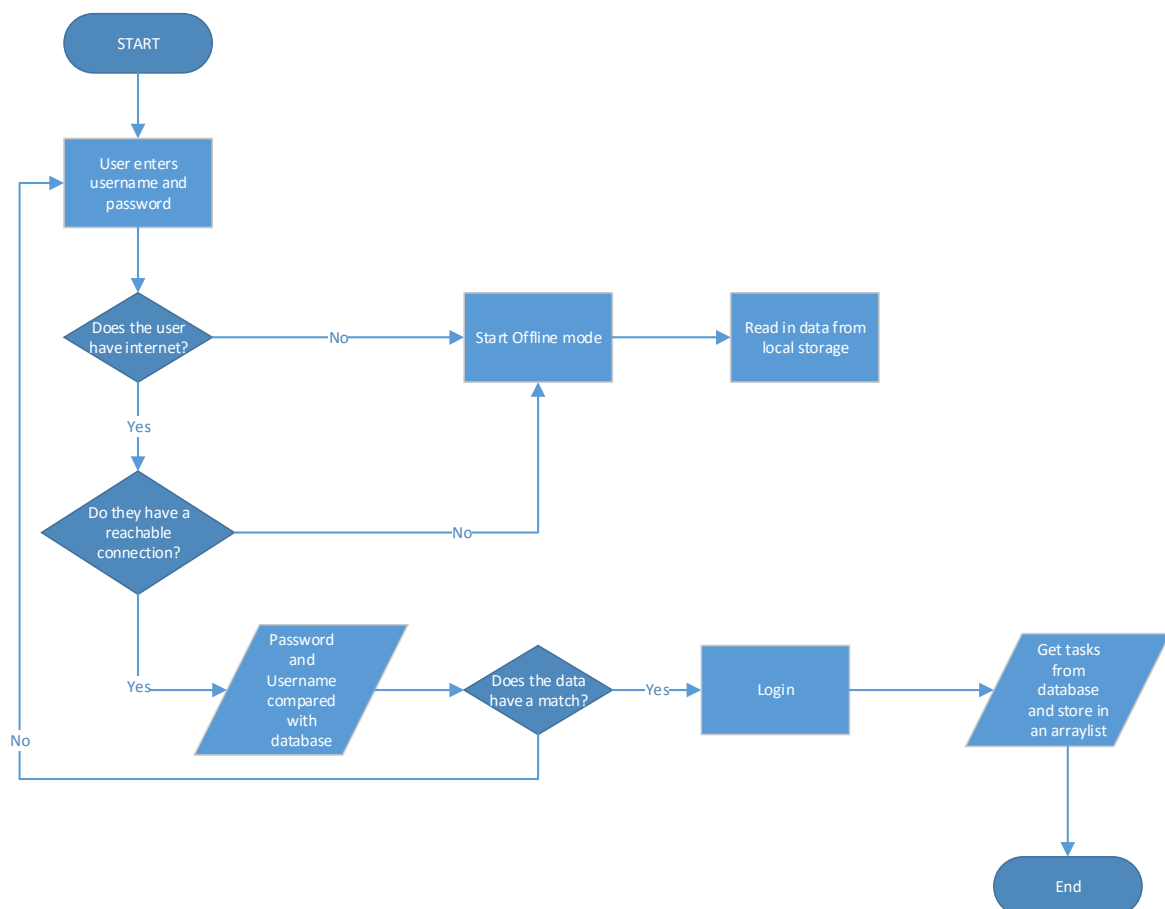 START
User enters
username and
password
Does the user
have internet?
No
Start Offline mode
Read in data from
local storage
Yes
Do they have a
reachable
connection?
No
Yes
Password
and
Username
compared
with
database
Does the data
have a match?
Yes
Login
Get tasks
from
database
and store in
an arraylist
No
End